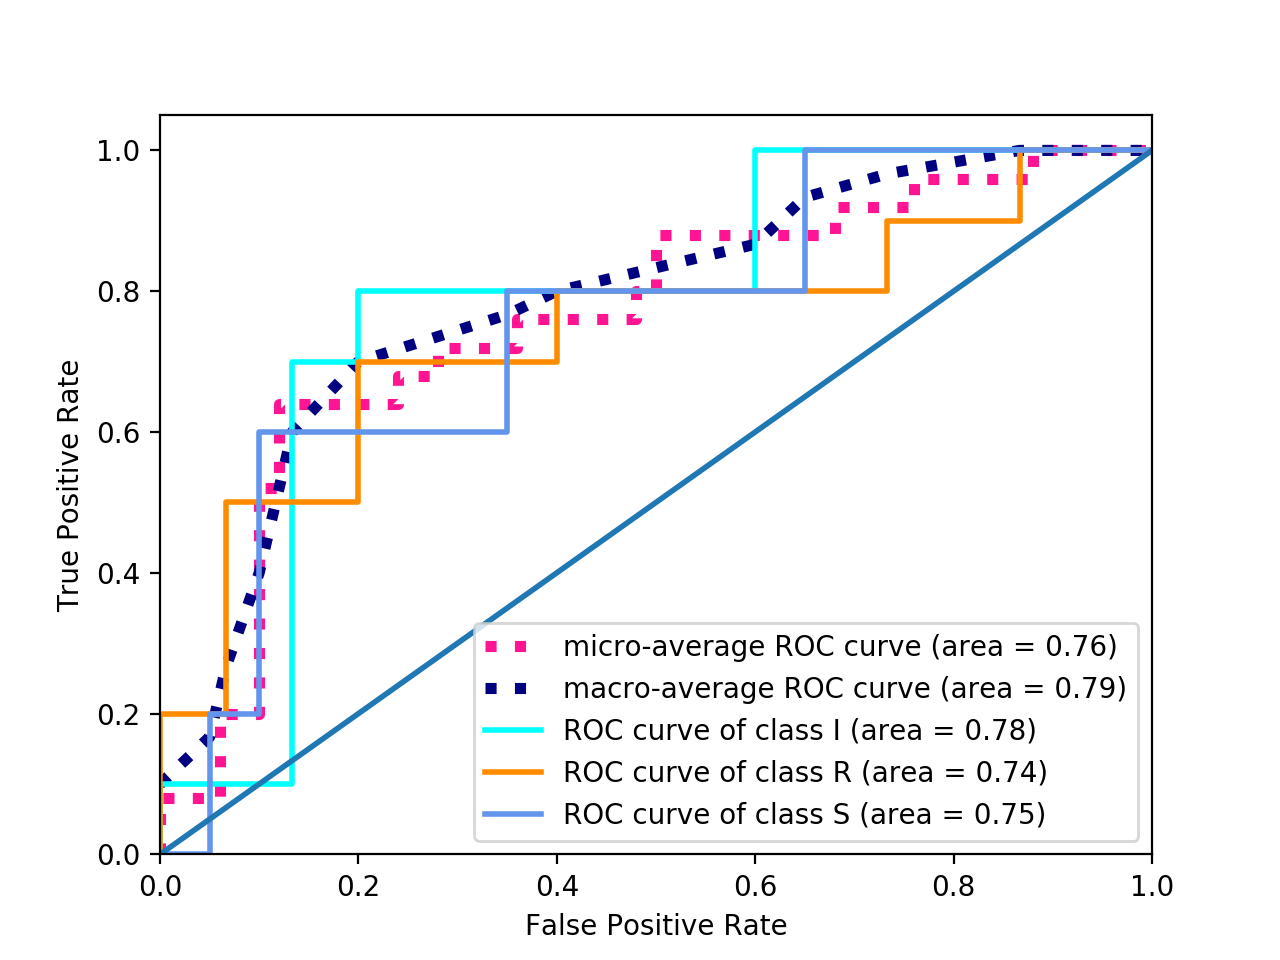 1.0
0.8
0.6
0.4
0.2
0.0
True Positive Rate
micro-average ROC curve (area = 0.76)
macro-average ROC curve (area = 0.79)
ROC curve of class I (area = 0.78)
ROC curve of class R (area = 0.74)
ROC curve of class S (area = 0.75)
0.0 0.2 0.4 0.6 0.8 1.0
False Positive Rate